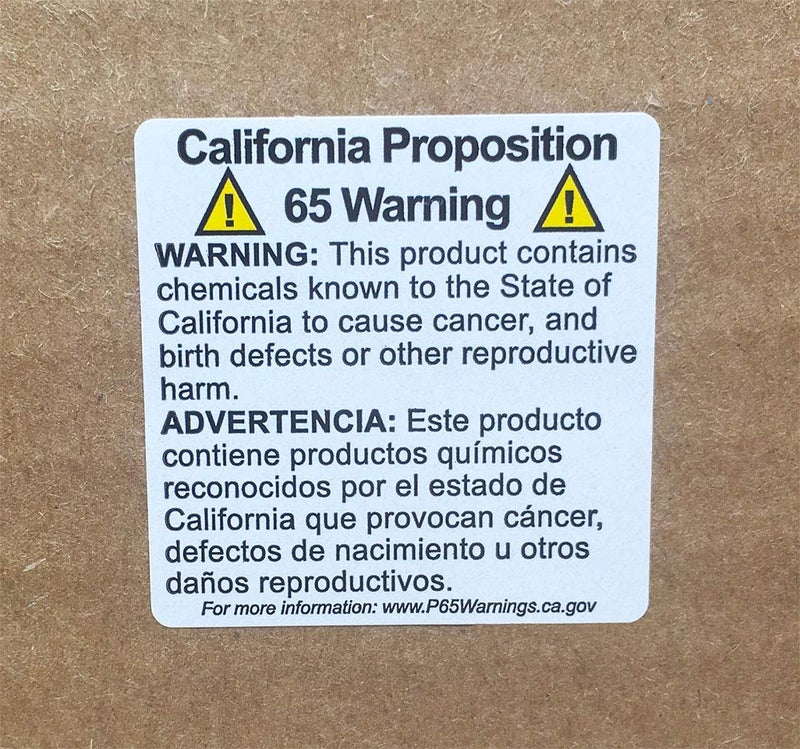 California Proposition
65 Warning
WARNING: This product contains
chemicals known to the State of
California to cause cancer, and
birth defects or other reproductive
harm.
ADVERTENCIA: Este producto
contiene productos químicos
reconocidos por el estado de
California que provocan cáncer,
defectos de nacimiento u otros
daños reproductivos.
For more information: www.P65Warnings.ca.gov